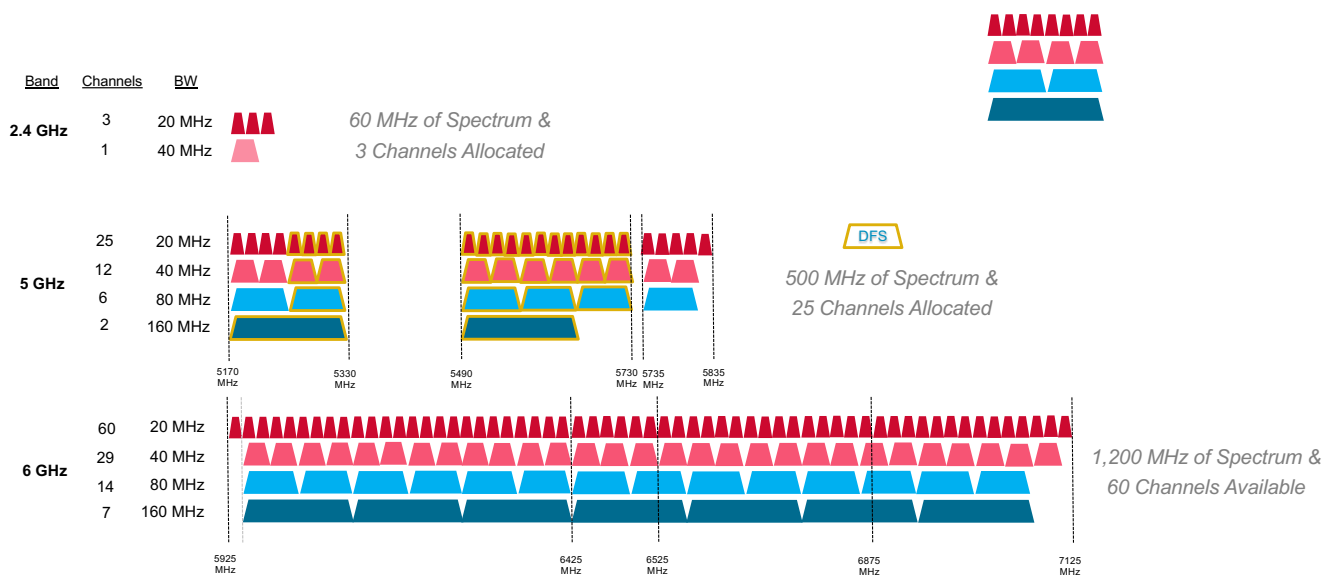 Band Channels BW
2.4 GHz
3 20 MHz
1 40 MHz
60 MHz of Spectrum &
3 Channels Allocated
5 GHz
25 20 MHz
12 40 MHz
6 80 MHz
2 160 MHz
DFS
500 MHz of Spectrum &
25 Channels Allocated
5170 MHz
5330 MHz
5490 MHz
5730 MHz
5735 MHz
5835 MHz
6 GHz
60 20 MHz
29 40 MHz
14 80 MHz
7 160 MHz
1,200 MHz of Spectrum &
60 Channels Available
5925 MHz
6425 MHz
6525 MHz
6875 MHz
7125 MHz